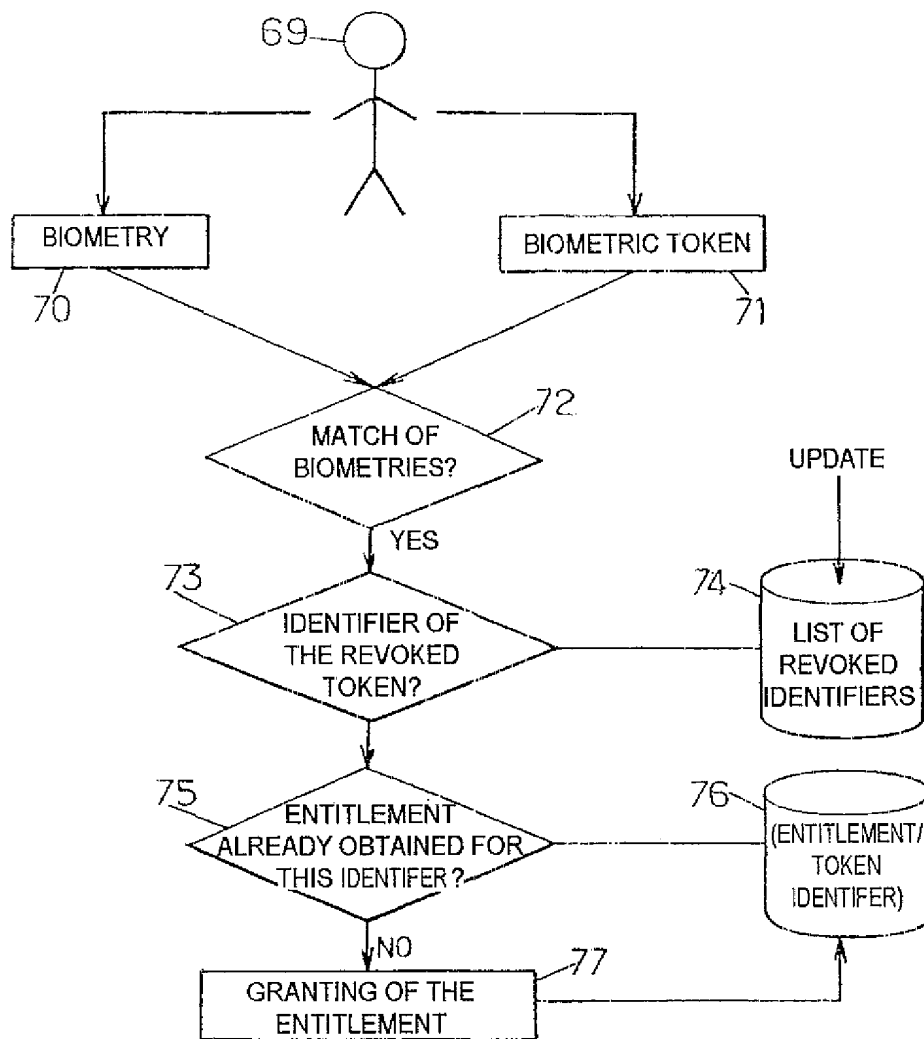 69
BIOMETRY
BIOMETRIC TOKEN
70
71
72
MATCH OF
BIOMETRIES?
UPDATE
YES
73
74
IDENTIFIER OF
THE REVOKED
TOKEN?
LIST OF
REVOKED
IDENTIFIERS
75
76
ENTITLEMENT
ALREADY OBTAINED FOR
THIS IDENTIFER?
(ENTITLEMENT/
TOKEN
IDENTIFER)
NO
77
GRANTING OF THE
ENTITLEMENT